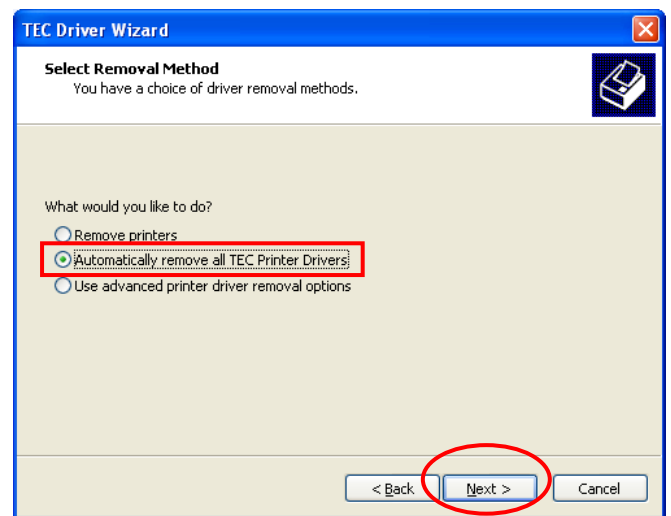 TEC Driver Wizard
Select Removal Method
You have a choice of driver removal methods.
What would you like to do?
Remove printers
Automatically remove all TEC Printer Drivers
Use advanced printer driver removal options
< Back Next > Cancel